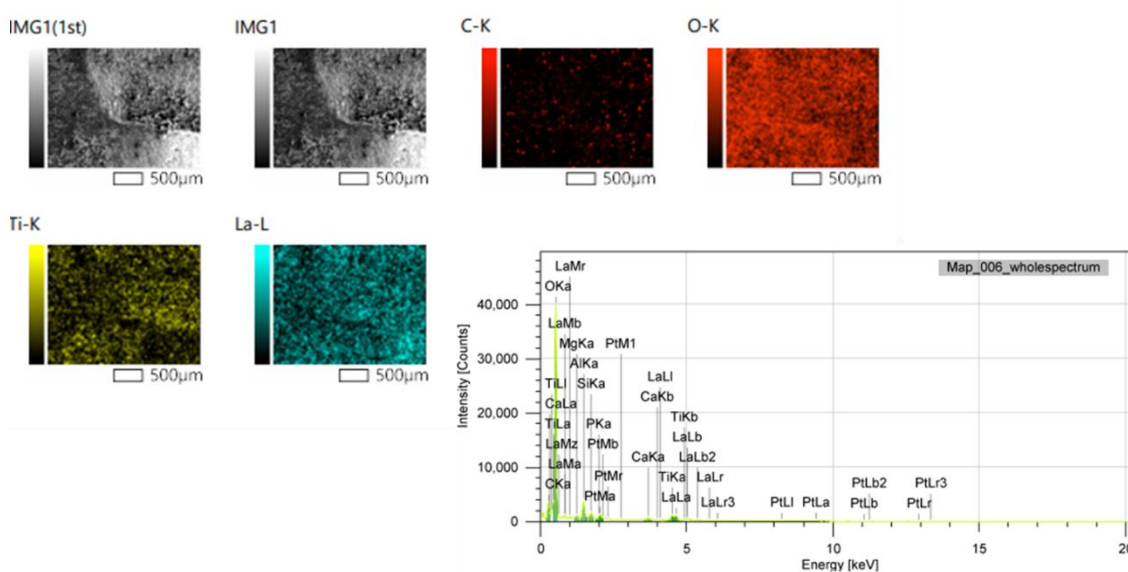 IMG1(1st)
IMG1
C-K
O-K
500μm
500μm
500μm
500μm
Ti-K
La-L
500μm
500μm
Map_006_wholespectrum
Intensity [Counts]
40,000
30,000
20,000
10,000
0
LaMr
OKa
LaMb
MgKa
PtM1
AlKa
TiLl
SiKa
LaLl
CaLa
CaKb
TiLa
PKa
TiKb
LaMz
PtMb
LaLb
LaMa
CaKa
LaLb2
CKa
PtMr
TiKa
LaLr
PtMa
LaLa
LaLr3
PtLl
PtLa
PtLb2
PtLb
PtLr3
PtLr
0
5
10
15
20
Energy [keV]